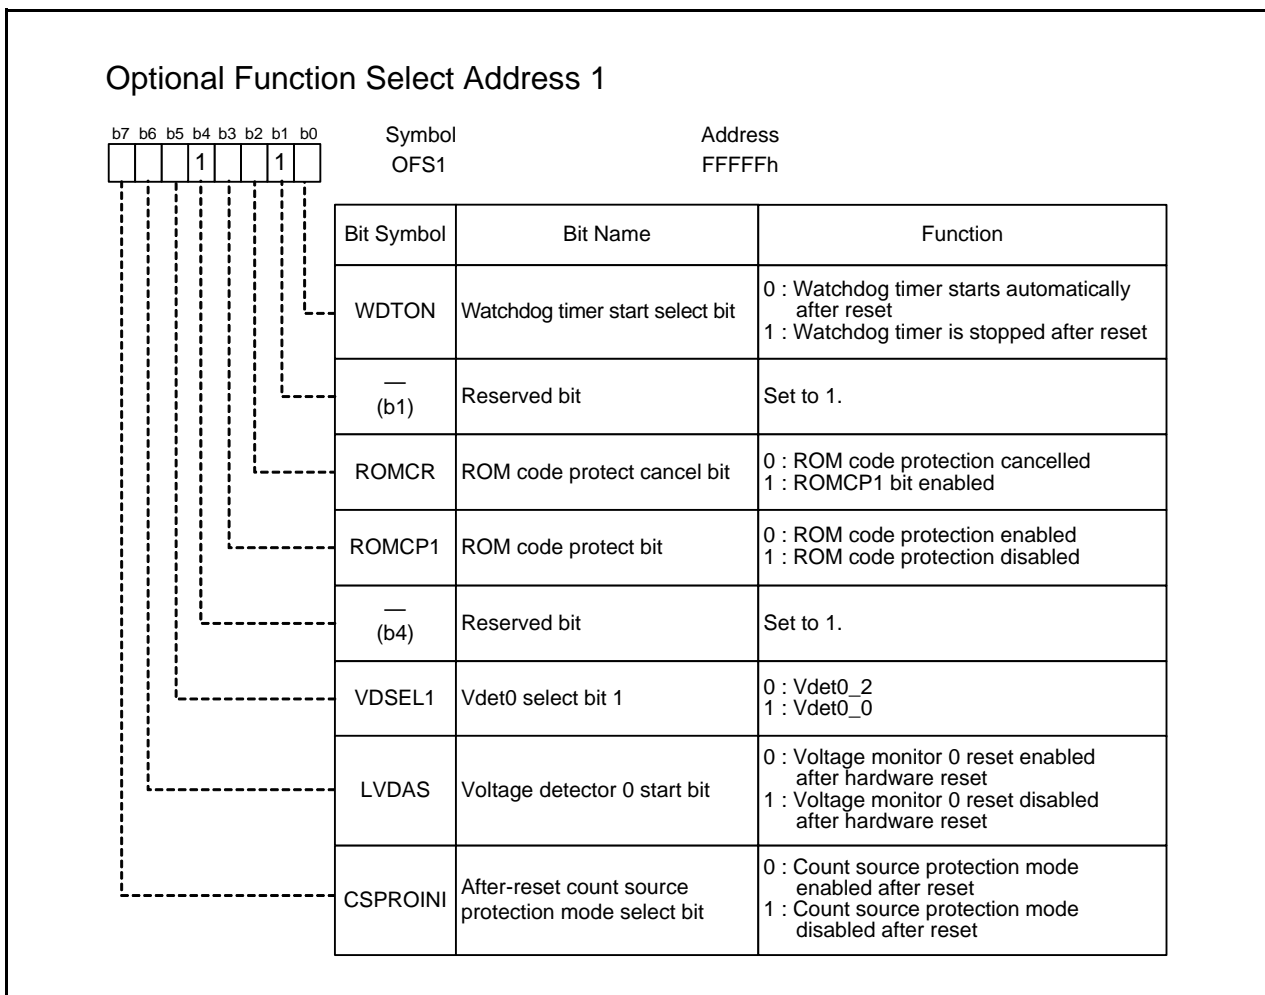 Optional Function Select Address 1
b7 b6 b5 b4 b3 b2 b1 b0
Symbol Address
1 1
OFS1 FFFFFh
Bit Symbol Bit Name Function
WDTON Watchdog timer start select bit
0 : Watchdog timer starts automatically
after reset
1 : Watchdog timer is stopped after reset
—
(b1)
Reserved bit Set to 1.
ROMCR ROM code protect cancel bit
0 : ROM code protection cancelled
1 : ROMCP1 bit enabled
ROMCP1 ROM code protect bit
0 : ROM code protection enabled
1 : ROM code protection disabled
—
(b4)
Reserved bit Set to 1.
VDSEL1 Vdet0 select bit 1
0 : Vdet0_2
1 : Vdet0_0
LVDAS Voltage detector 0 start bit
0 : Voltage monitor 0 reset enabled
after hardware reset
1 : Voltage monitor 0 reset disabled
after hardware reset
CSPROINI
After-reset count source
protection mode select bit
0 : Count source protection mode
enabled after reset
1 : Count source protection mode
disabled after reset